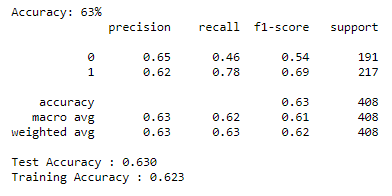 Accuracy: 63%
precision recall f1-score support
0 0.65 0.46 0.54 191
1 0.62 0.78 0.69 217
accuracy 0.63 408
macro avg 0.63 0.62 0.61 408
weighted avg 0.63 0.63 0.62 408
Test Accuracy : 0.630
Training Accuracy : 0.623